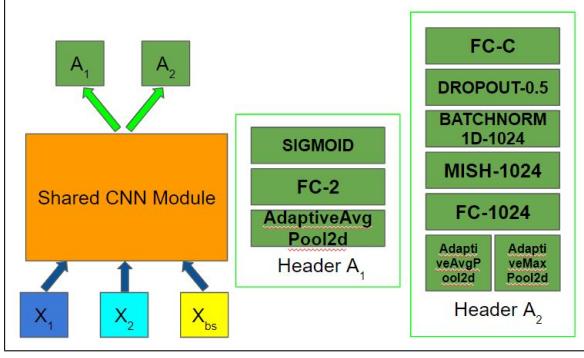 A1
A2
Shared CNN Module
X1
X2
Xbs
SIGMOID
FC-2
AdaptiveAvg
Pool2d
Header A1
FC-C
DROPOUT-0.5
BATCHNORM
1D-1024
MISH-1024
FC-1024
Adapti
veAvgP
ool2d
Adapti
veMax
Pool2d
Header A2